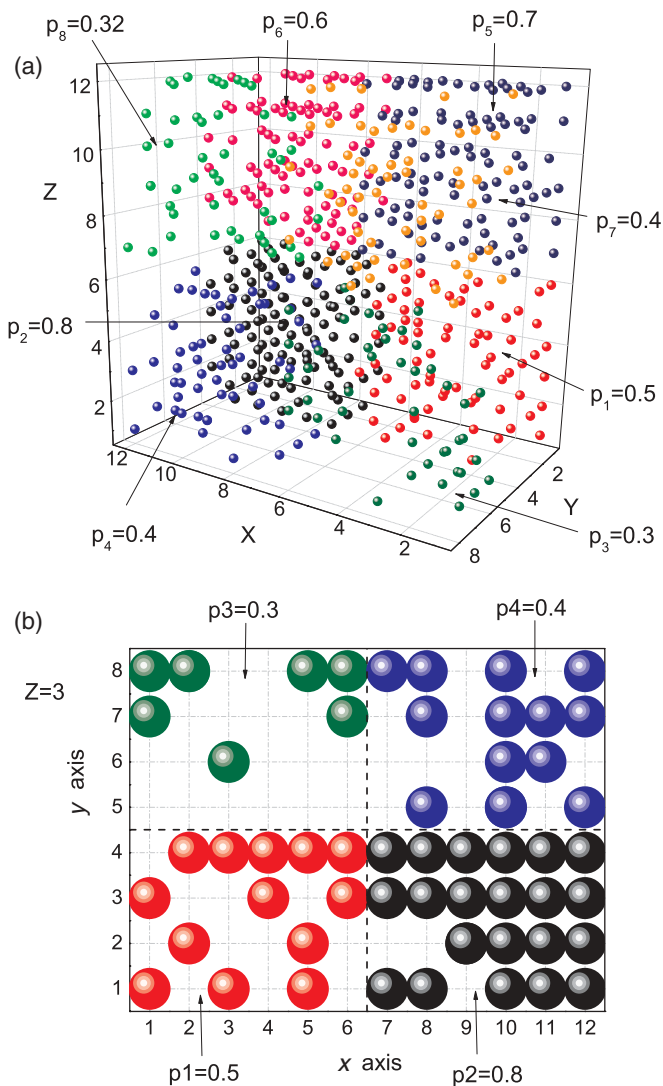 p8=0.32
p6=0.6
p5=0.7
(a)
12
10
Z
8
p7=0.4
6
p2=0.8
4
2
p1=0.5
12
10
8
X
6
4
2
2
4
Y
6
8
p4=0.4
p3=0.3
(b)
p3=0.3
p4=0.4
Z=3
8
7
6
5
4
3
2
1
y axis
1 2 3 4 5 6 7 8 9 10 11 12
p1=0.5
x axis
p2=0.8